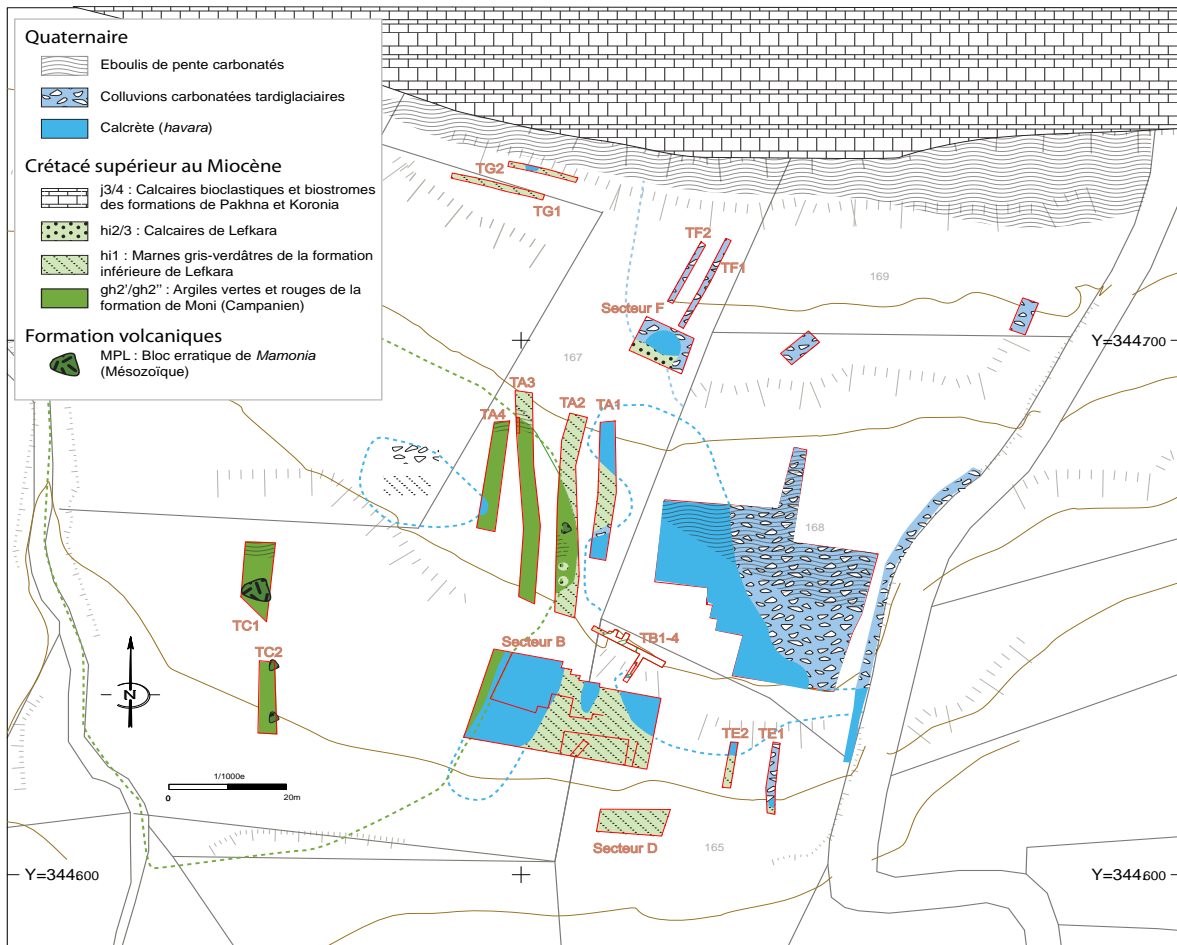 Quaternaire
Eboulis de pente carbonatés
Colluvions carbonatées tardiglaciaires
Calcrète (havara)
Crétacé supérieur au Miocène
j3/4 : Calcaires bioclastiques et biostromes
des formations de Pakhna et Koronia
hi2/3 : Calcaires de Lefkara
hi1 : Marnes gris-verdâtres de la formation
inférieure de Lefkara
gh2'/gh2'' : Argiles vertes et rouges de la
formation de Moni (Campanien)
Formation volcaniques
MPL : Bloc erratique de Mamonia
(Mésozoïque)
TG2
TG1
TF2
TF1
169
Secteur F
Y=344700
167
TA3
TA2
TA1
TA4
168
TC1
TB1-4
Secteur B
TC2
N
TE2
TE1
1/1000e
0
20m
Secteur D
165
Y=344600
Y=344600